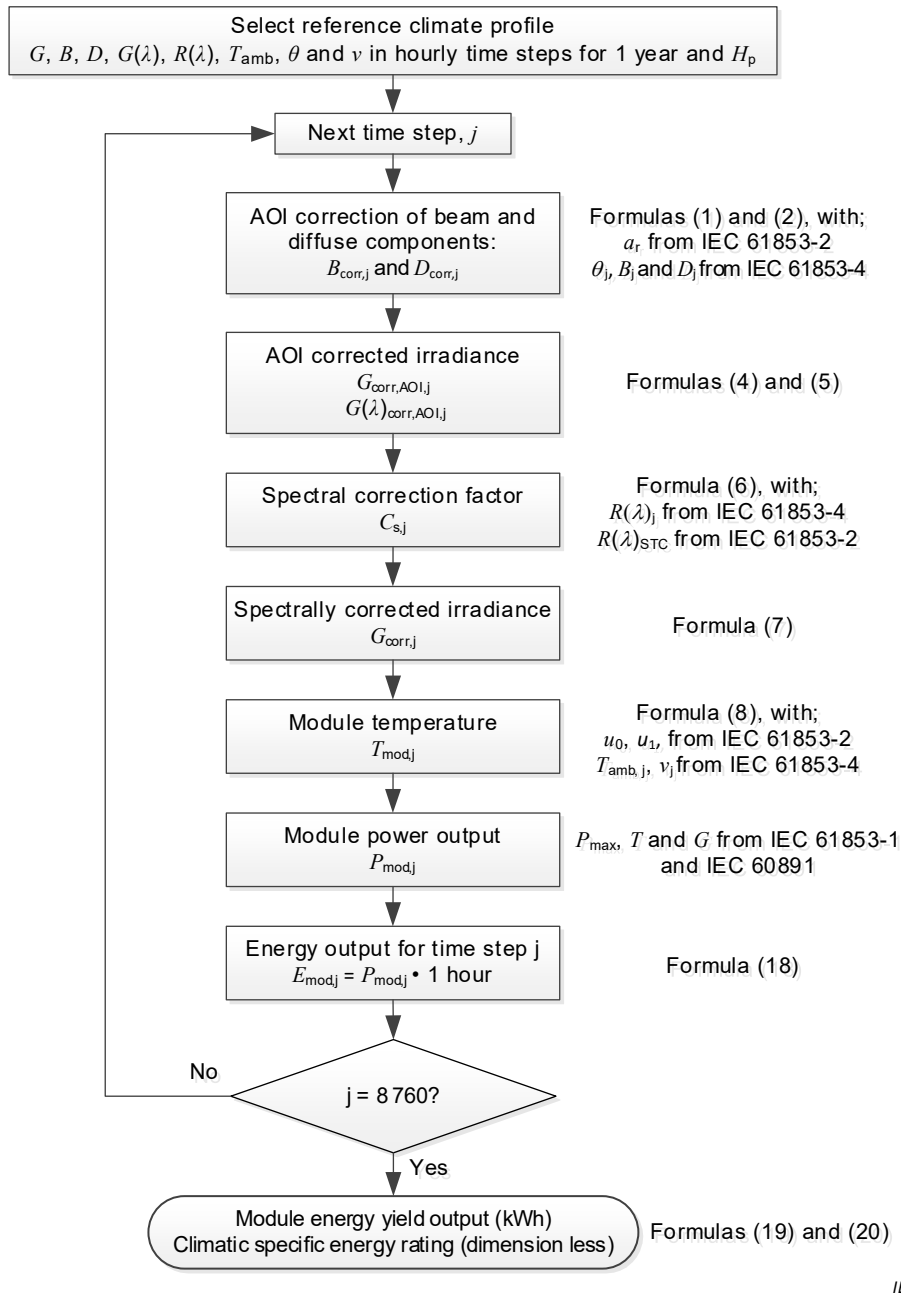 Select reference climate profile
G, B, D, G(λ), R(λ), Tamb, θ and v in hourly time steps for 1 year and Hp
Next time step, j
AOI correction of beam and
diffuse components:
Bcorr,j and Dcorr,j
Formulas (1) and (2), with;
ar from IEC 61853-2
θj, Bj and Dj from IEC 61853-4
AOI corrected irradiance
Gcorr,AOI,j
G(λ)corr,AOI,j
Formulas (4) and (5)
Spectral correction factor
Cs,j
Formula (6), with;
R(λ)j from IEC 61853-4
R(λ)STC from IEC 61853-2
Spectrally corrected irradiance
Gcorr,j
Formula (7)
Module temperature
Tmod,j
Formula (8), with;
u0, u1, from IEC 61853-2
Tamb, j, vj from IEC 61853-4
Module power output
Pmod,j
Pmax, T and G from IEC 61853-1
and IEC 60891
Energy output for time step j
Emod,j = Pmod,j • 1 hour
Formula (18)
No
j = 8 760?
Yes
Module energy yield output (kWh)
Climatic specific energy rating (dimension less)
Formulas (19) and (20)